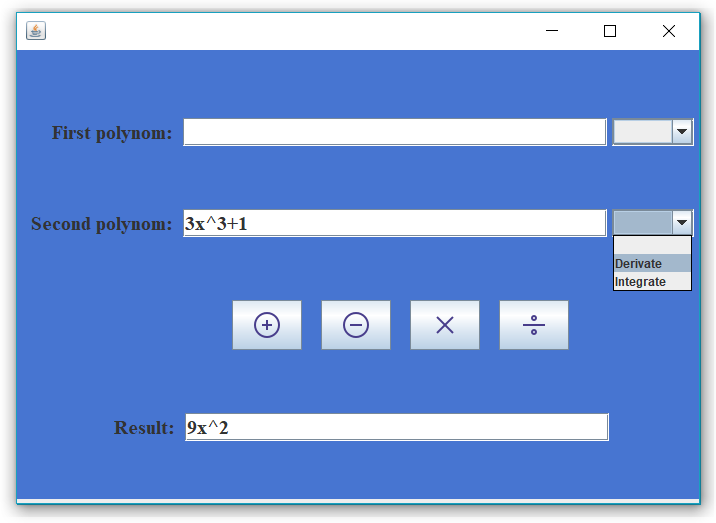 First polynom:
Second polynom: 3x^3+1
Derivate
Integrate
Result: 9x^2